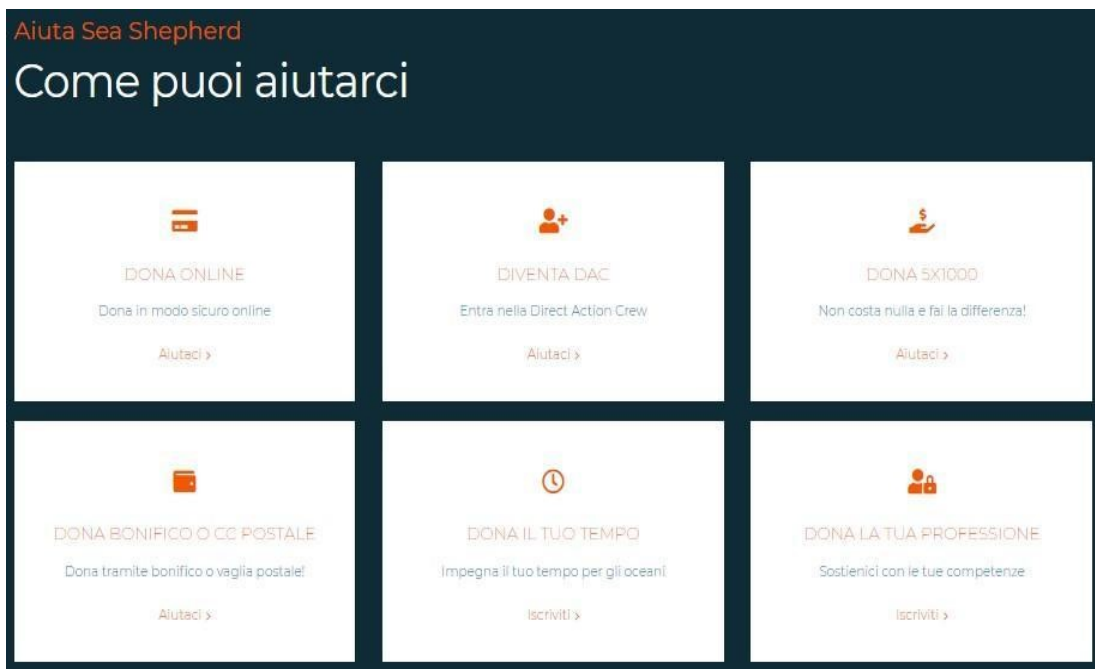 Aiuta Sea Shepherd
Come puoi aiutarci
DONA ONLINE
Dona in modo sicuro online
Aiutaci >
DIVENTA DAC
Entra nella Direct Action Crew
Aiutaci >
DONA 5X1000
Non costa nulla e fai la differenza!
Aiutaci >
DONA BONIFICO O CC POSTALE
Dona tramite bonifico o vaglia postale!
Aiutaci >
DONA IL TUO TEMPO
Impegna il tuo tempo per gli oceani
Iscriviti >
DONA LA TUA PROFESSIONE
Sostienici con le tue competenze
Iscriviti >